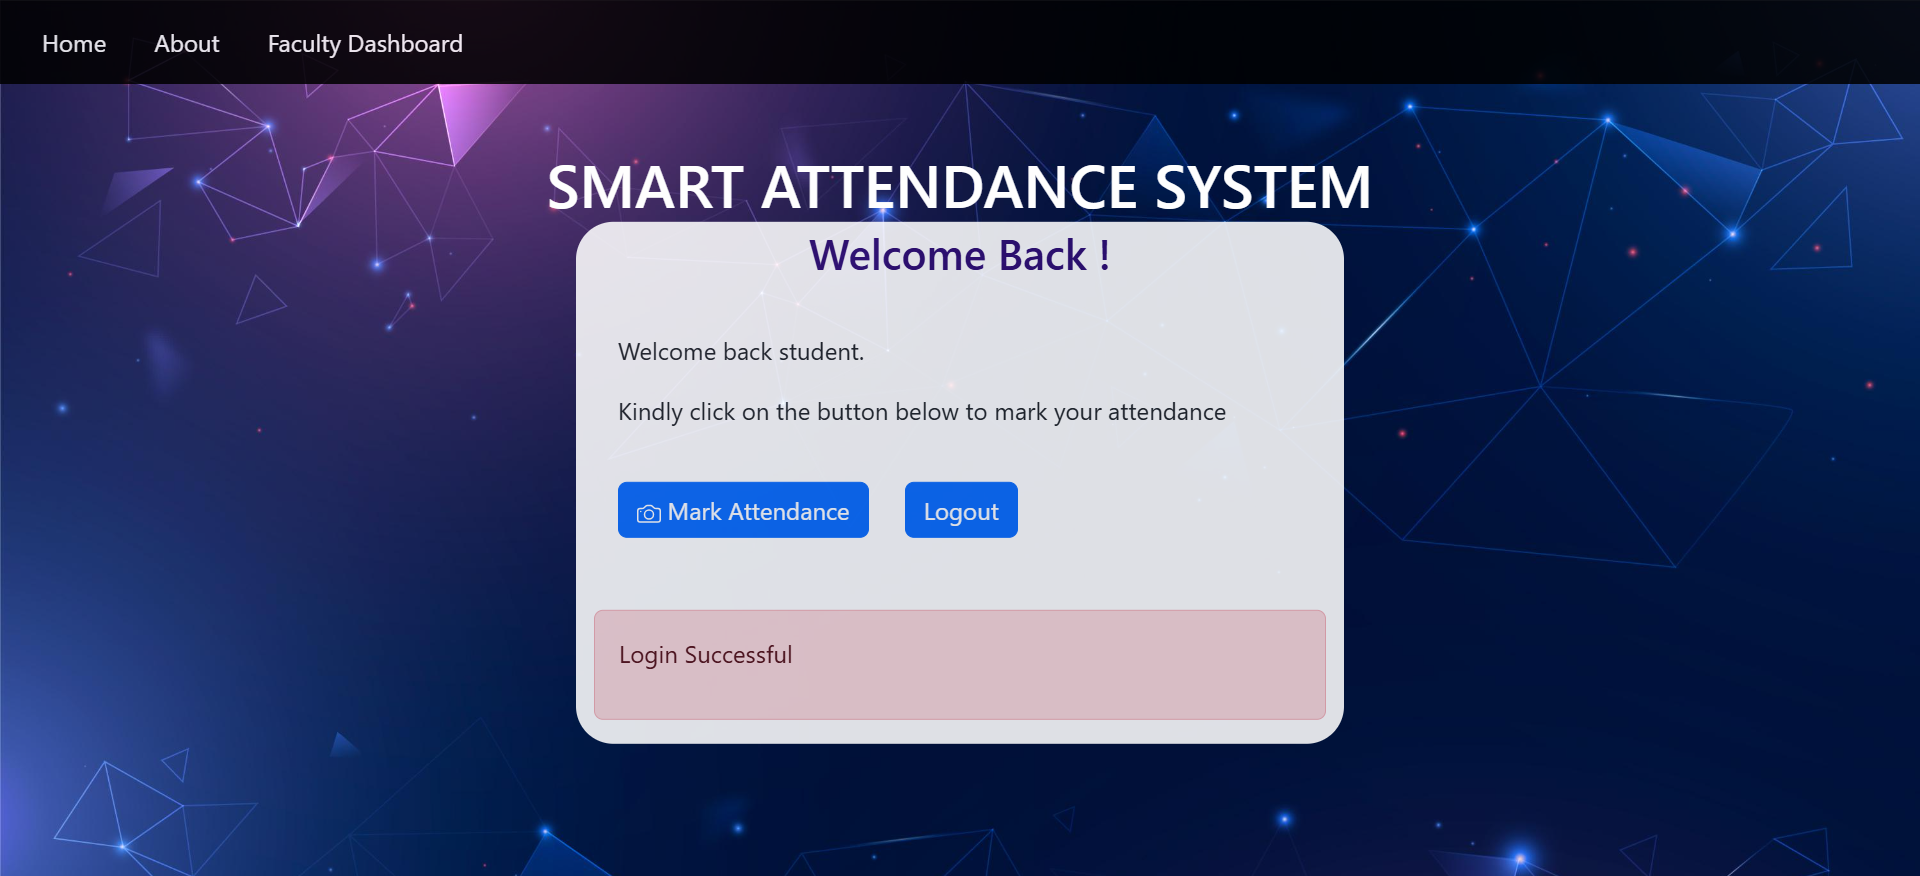 Home About Faculty Dashboard
SMART ATTENDANCE SYSTEM
Welcome Back !
Welcome back student.
Kindly click on the button below to mark your attendance
Mark Attendance Logout
Login Successful